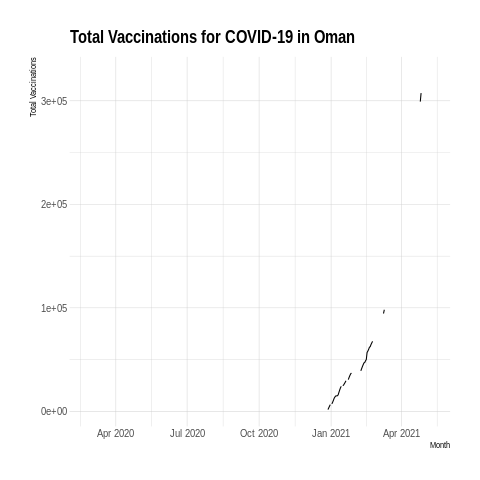 Total Vaccinations for COVID-19 in Oman
Total Vaccinations
3e+05
2e+05
1e+05
0e+00
Apr 2020
Jul 2020
Oct 2020
Jan 2021
Apr 2021
Month